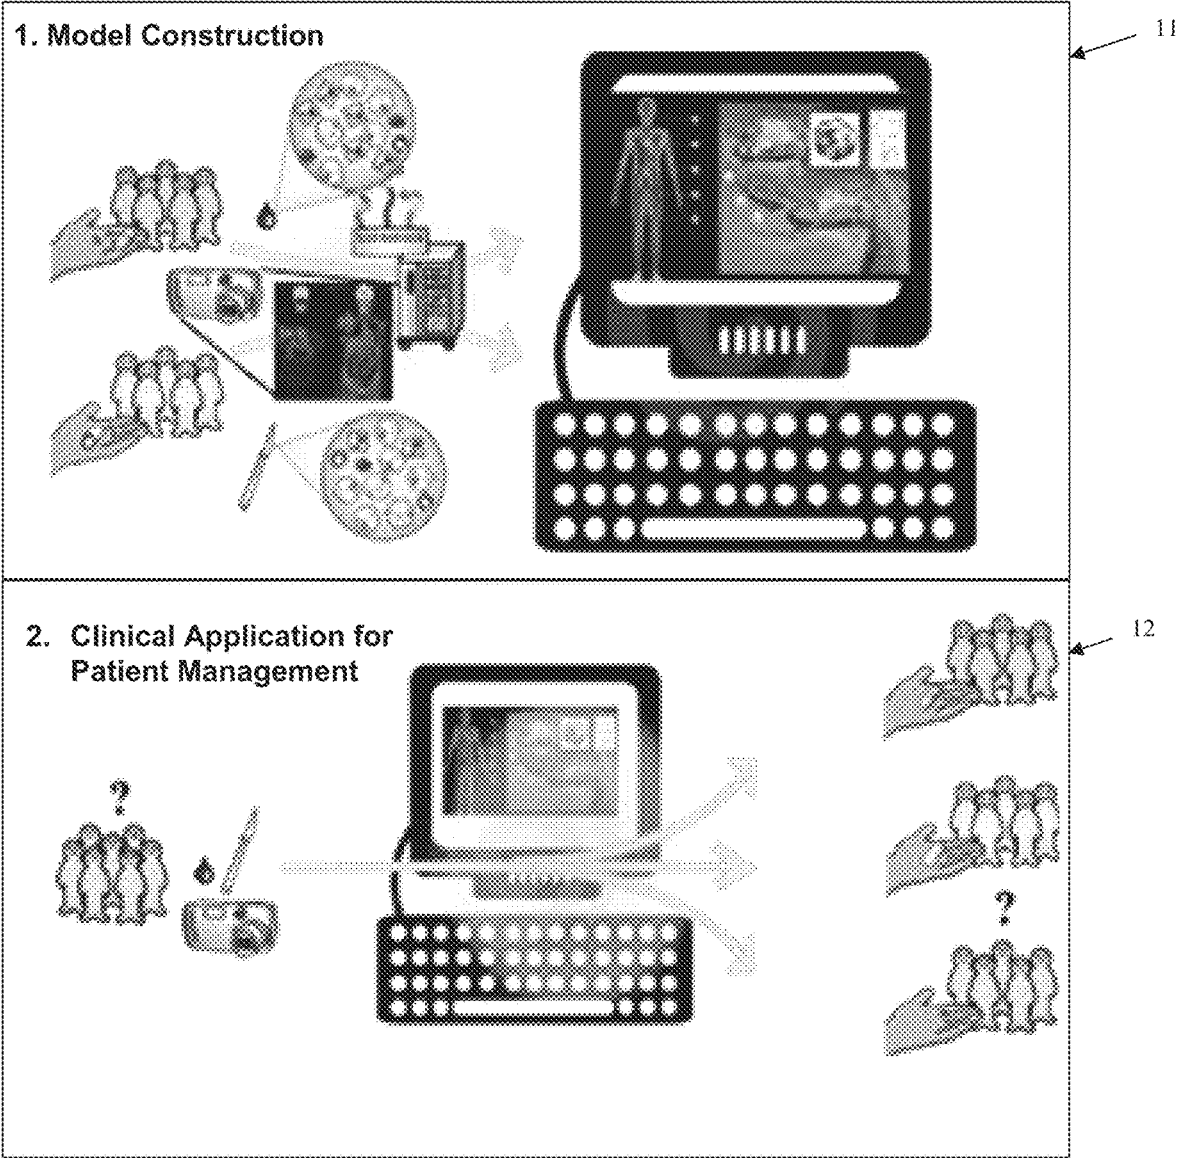 1. Model Construction
11
2. Clinical Application for
Patient Management
12
?
?